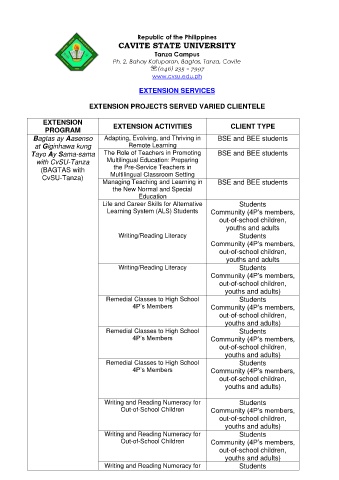 Republic of the Philippines
CAVITE STATE UNIVERSITY
Tanza Campus
Ph. 2, Bahay Katuparan, Bagtas, Tanza, Cavite
☏(046) 235 – 7997
www.cvsu.edu.ph
EXTENSION SERVICES
EXTENSION PROJECTS SERVED VARIED CLIENTELE
EXTENSION
PROGRAM
EXTENSION ACTIVITIES
CLIENT TYPE
Bagtas ay Asenso
at Giginhawa kung
Tayo Ay Sama-sama
with CvSU-Tanza
(BAGTAS with
CvSU-Tanza)
Adapting, Evolving, and Thriving in
Remote Learning
BSE and BEE students
The Role of Teachers in Promoting
Multilingual Education: Preparing
the Pre-Service Teachers in
Multilingual Classroom Setting
BSE and BEE students
Managing Teaching and Learning in
the New Normal and Special
Education
BSE and BEE students
Life and Career Skills for Alternative
Learning System (ALS) Students
Students
Community (4P's members,
out-of-school children,
youths and adults
Writing/Reading Literacy
Students
Community (4P's members,
out-of-school children,
youths and adults
Writing/Reading Literacy
Students
Community (4P's members,
out-of-school children,
youths and adults)
Remedial Classes to High School
4P's Members
Students
Community (4P's members,
out-of-school children,
youths and adults)
Remedial Classes to High School
4P's Members
Students
Community (4P's members,
out-of-school children,
youths and adults)
Remedial Classes to High School
4P's Members
Students
Community (4P's members,
out-of-school children,
youths and adults)
Writing and Reading Numeracy for
Out-of-School Children
Students
Community (4P's members,
out-of-school children,
youths and adults)
Writing and Reading Numeracy for
Out-of-School Children
Students
Community (4P's members,
out-of-school children,
youths and adults)
Writing and Reading Numeracy for
Students